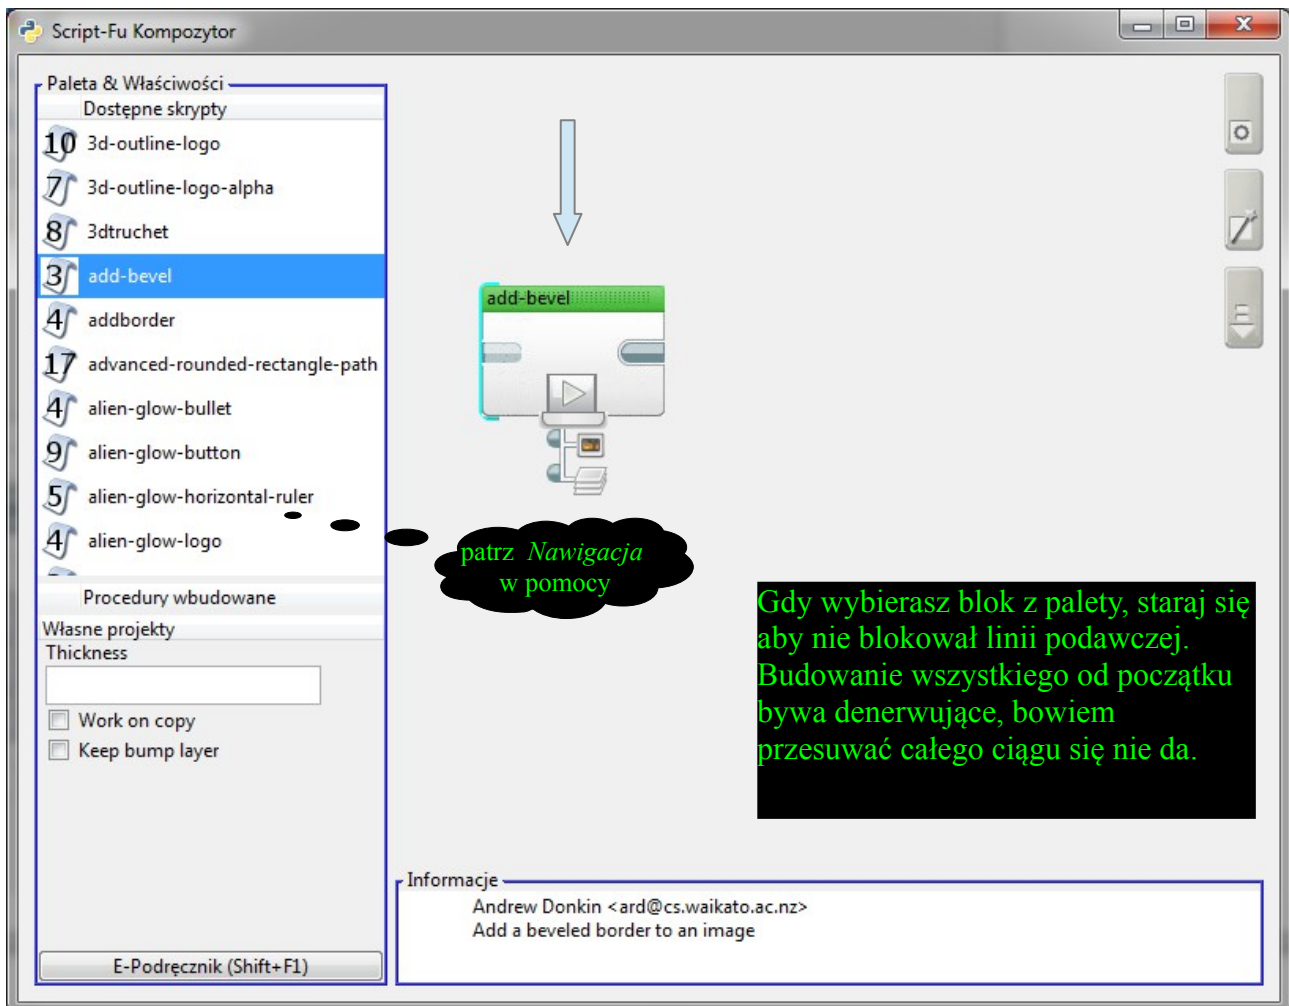 Script-Fu Kompozytor
Paleta & Właściwości
Dostępne skrypty
10 3d-outline-logo
7 3d-outline-logo-alpha
8 3dtruchet
3 add-bevel
4 addborder
17 advanced-rounded-rectangle-path
4 alien-glow-bullet
9 alien-glow-button
5 alien-glow-horizontal-ruler
4 alien-glow-logo
Procedury wbudowane
Własne projekty
Thickness
Work on copy
Keep bump layer
E-Podręcznik (Shift+F1)
add-bevel
patrz Nawigacja
w pomocy
Gdy wybierasz blok z palety, staraj się
aby nie blokował linii podawczej.
Budowanie wszystkiego od początku
bywa denerwujące, bowiem
przesuwać całego ciągu się nie da.
Informacje
Andrew Donkin <ard@cs.waikato.ac.nz>
Add a beveled border to an image